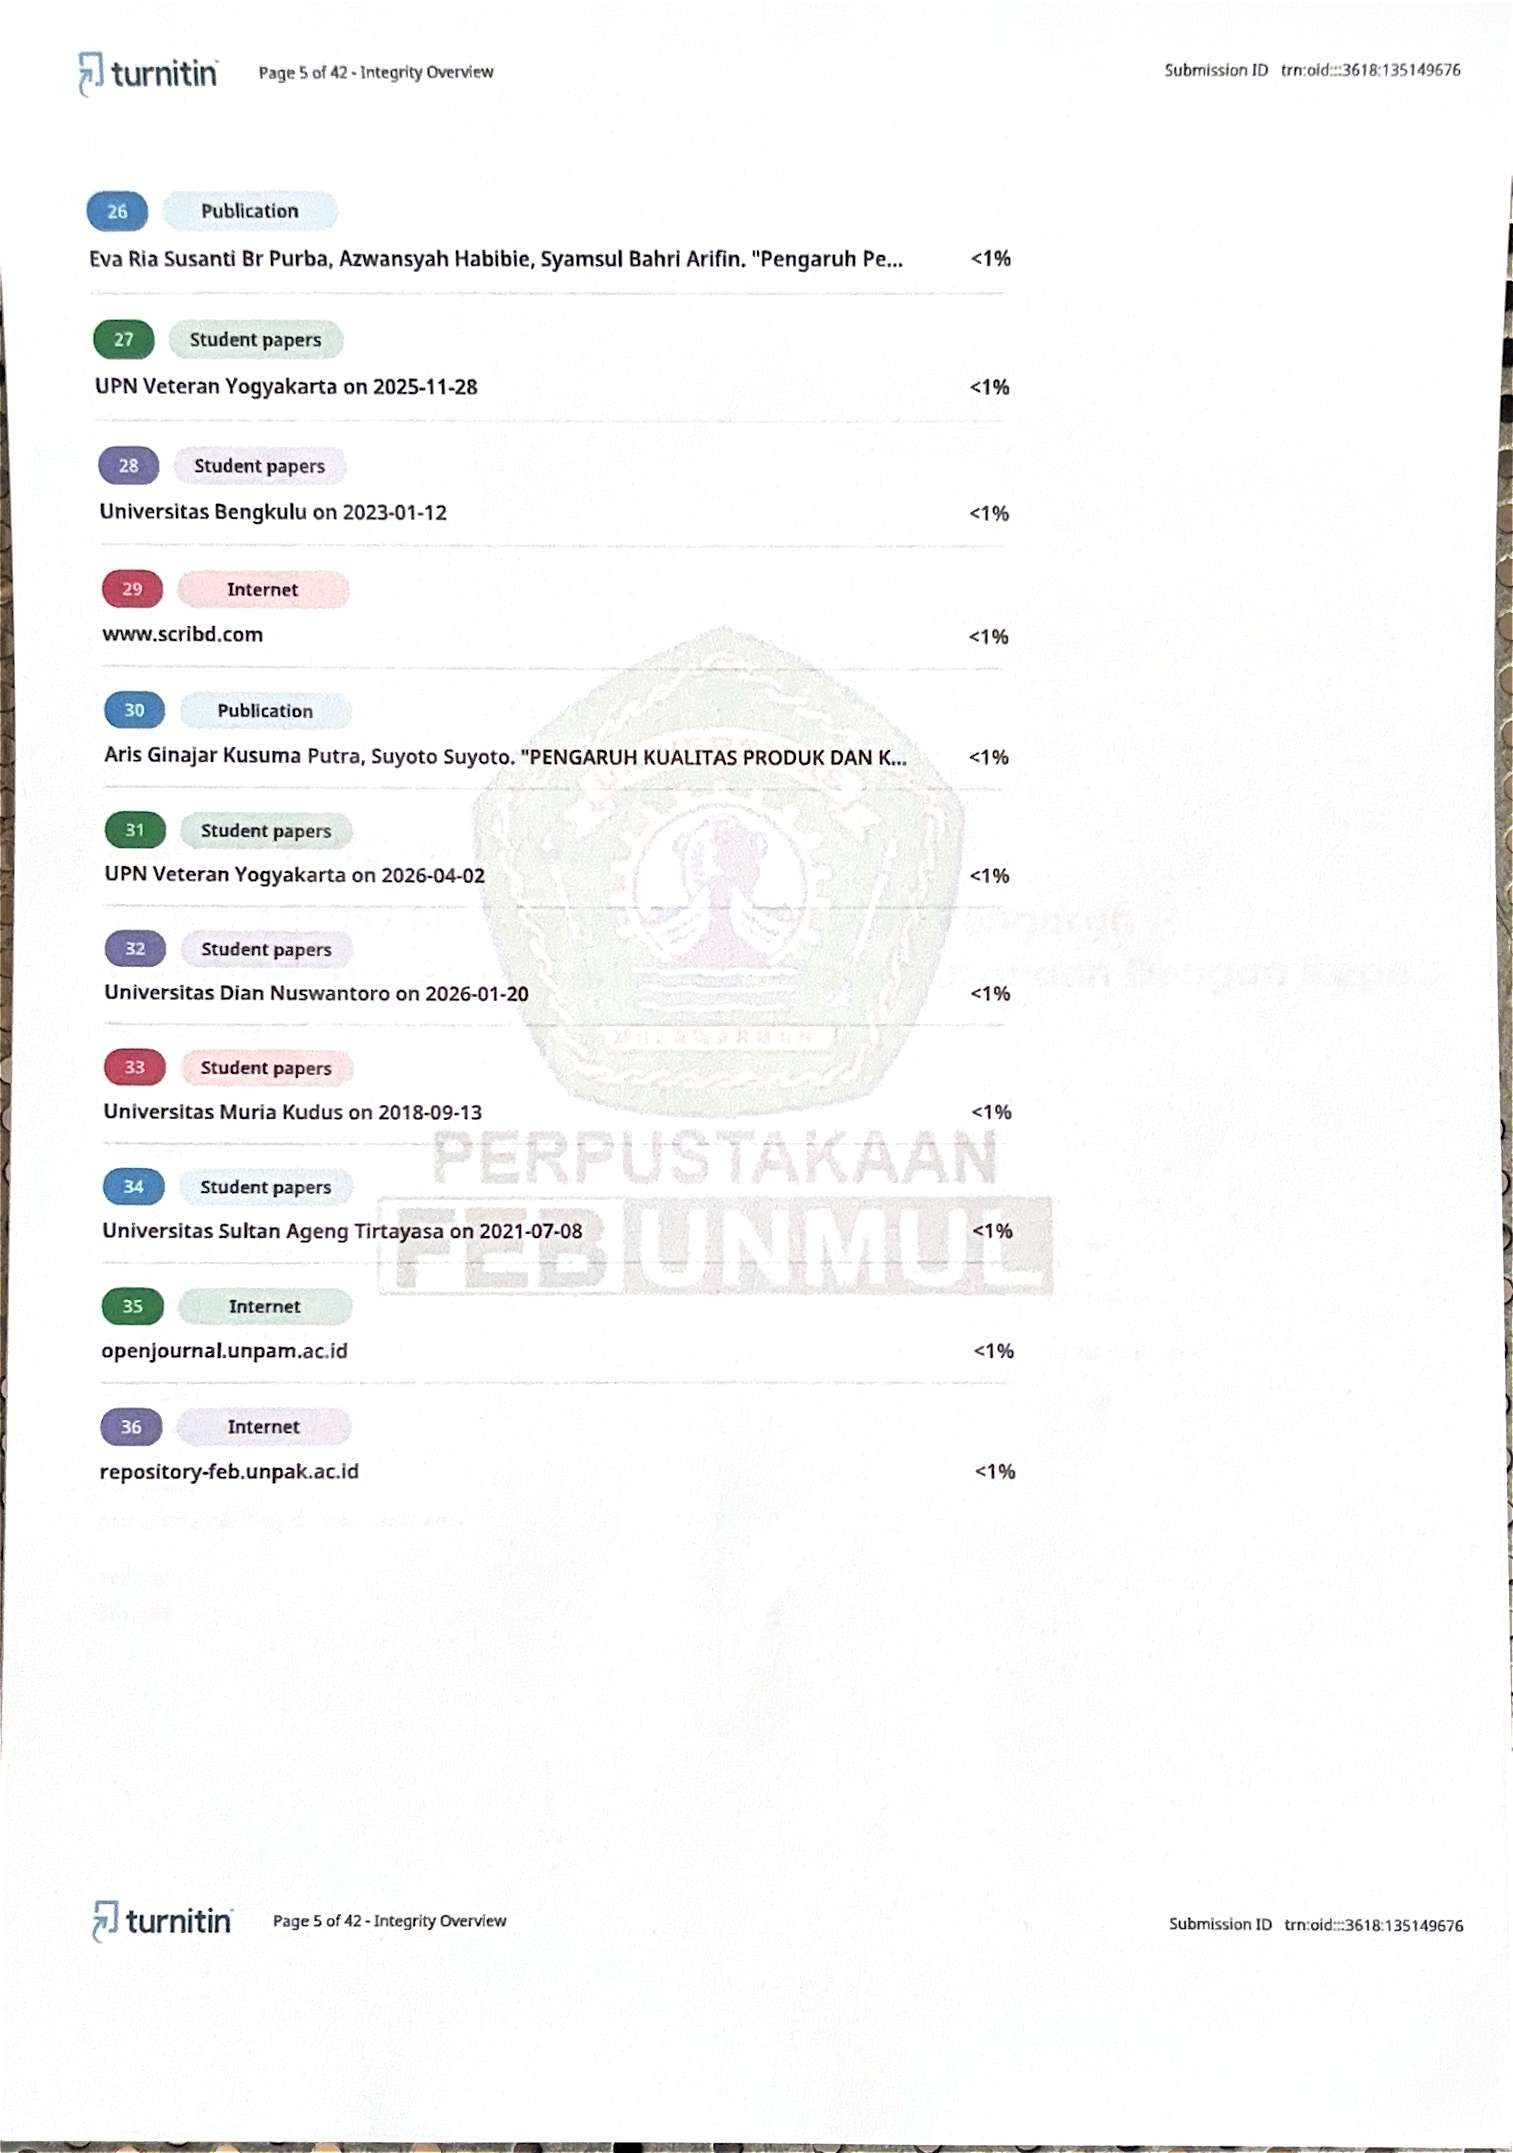 turnitin Page 5 of 42 - Integrity Overview Submission ID trn:oid:::3618:135149676
26 Publication
Eva Ria Susanti Br Purba, Azwansyah Habibie, Syamsul Bahri Arifin. "Pengaruh Pe... <1%
27 Student papers
UPN Veteran Yogyakarta on 2025-11-28 <1%
28 Student papers
Universitas Bengkulu on 2023-01-12 <1%
29 Internet
www.scribd.com <1%
30 Publication
Aris Ginajar Kusuma Putra, Suyoto Suyoto. "PENGARUH KUALITAS PRODUK DAN K... <1%
31 Student papers
UPN Veteran Yogyakarta on 2026-04-02 <1%
32 Student papers
Universitas Dian Nuswantoro on 2026-01-20 <1%
MULAWARMAN
33 Student papers
Universitas Muria Kudus on 2018-09-13 <1%
PERPUSTAKAAN
34 Student papers
Universitas Sultan Ageng Tirtayasa on 2021-07-08 <1%
FEB UNMUL
35 Internet
openjournal.unpam.ac.id <1%
36 Internet
repository-feb.unpak.ac.id <1%
turnitin Page 5 of 42 - Integrity Overview Submission ID trn:oid:::3618:135149676